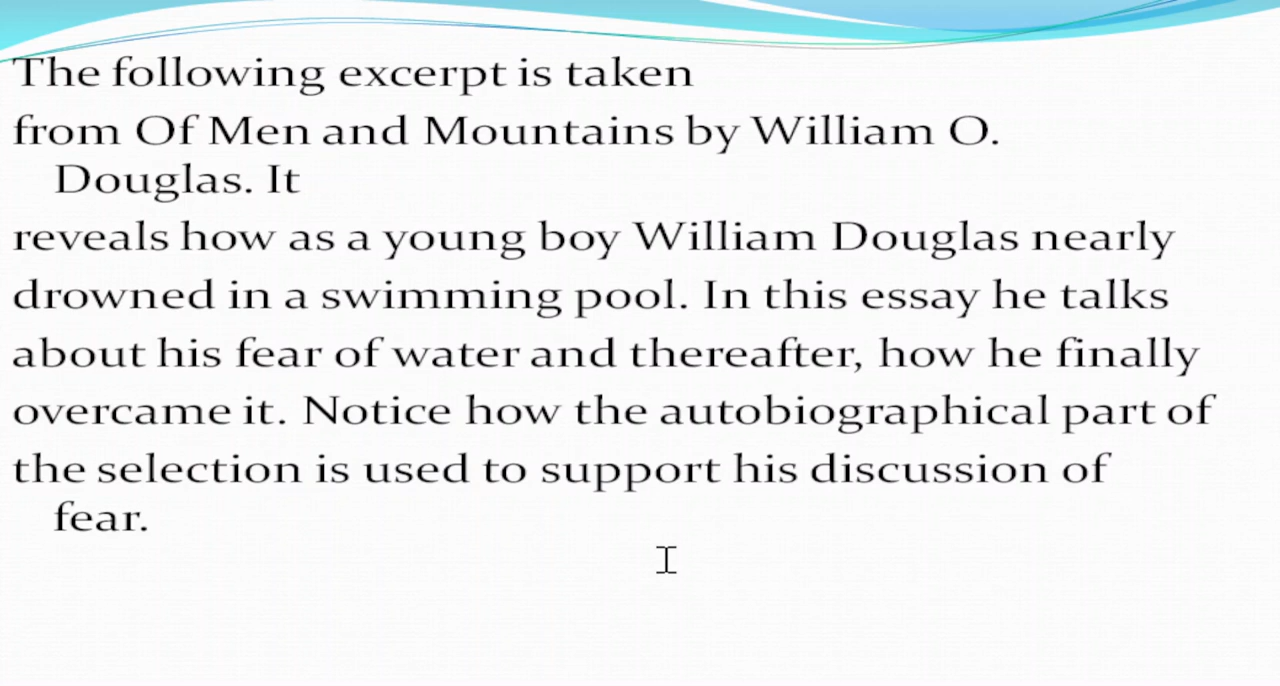 The following excerpt is taken
from Of Men and Mountains by William O.
Douglas. It
reveals how as a young boy William Douglas nearly
drowned in a swimming pool. In this essay he talks
about his fear of water and thereafter, how he finally
overcame it. Notice how the autobiographical part of
the selection is used to support his discussion of
fear.